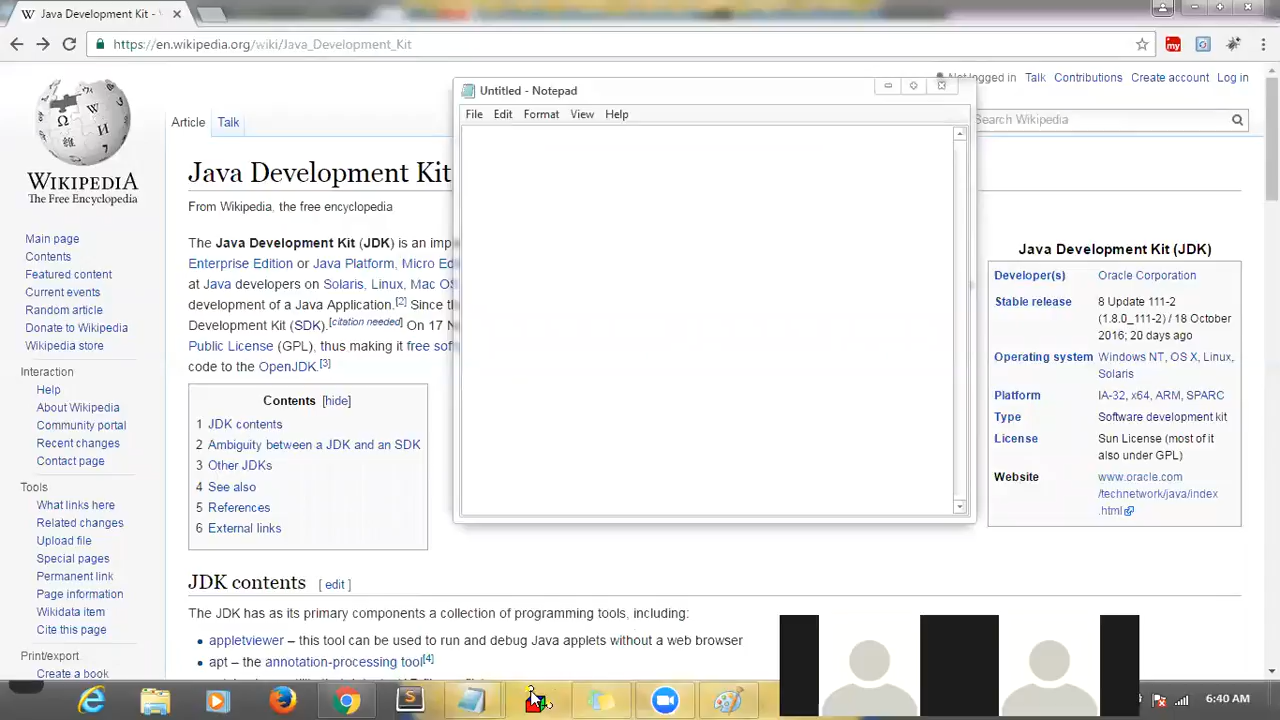 Java Development Kit - \
https://en.wikipedia.org/wiki/Java_Development_Kit
Untitled - Notepad
File Edit Format View Help
Not logged in Talk Contributions Create account Log in
Article Talk
Search Wikipedia
WIKIPEDIA
The Free Encyclopedia
Main page
Contents
Featured content
Current events
Random article
Donate to Wikipedia
Wikipedia store
Interaction
Help
About Wikipedia
Community portal
Recent changes
Contact page
Tools
What links here
Related changes
Upload file
Special pages
Permanent link
Page information
Wikidata item
Cite this page
Print/export
Create a book
Java Development Kit
From Wikipedia, the free encyclopedia
The Java Development Kit (JDK) is an imp
Enterprise Edition or Java Platform, Micro Ed
at Java developers on Solaris, Linux, Mac OS
development of a Java Application.[2] Since th
Development Kit (SDK).[citation needed] On 17 N
Public License (GPL), thus making it free soft
code to the OpenJDK.[3]
Contents [hide]
1 JDK contents
2 Ambiguity between a JDK and an SDK
3 Other JDKs
4 See also
5 References
6 External links
JDK contents [ edit ]
The JDK has as its primary components a collection of programming tools, including:
appletviewer – this tool can be used to run and debug Java applets without a web browser
apt – the annotation-processing tool[4]
Java Development Kit (JDK)
Developer(s) Oracle Corporation
Stable release 8 Update 111-2
(1.8.0_111-2) / 18 October
2016; 20 days ago
Operating system Windows NT, OS X, Linux,
Solaris
Platform IA-32, x64, ARM, SPARC
Type Software development kit
License Sun License (most of it
also under GPL)
Website www.oracle.com
/technetwork/java/index
.html
6:40 AM